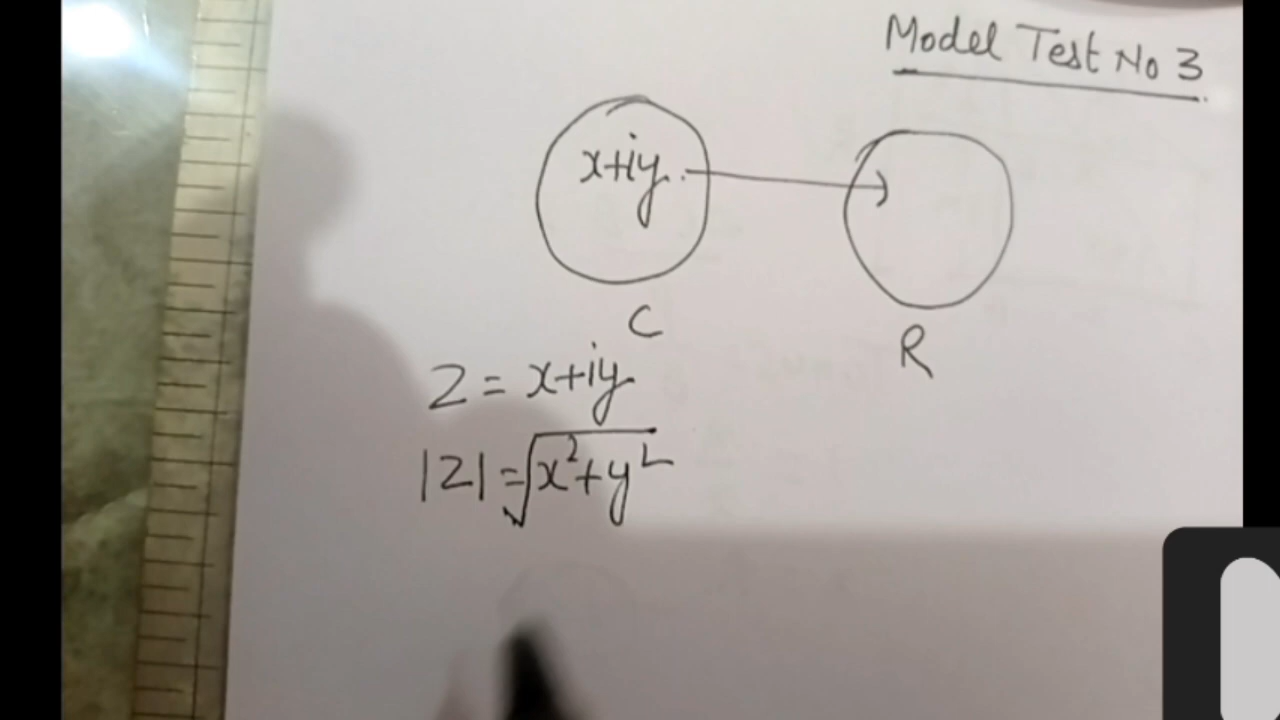 Model Test No 3
x+iy
C
R
z = x+iy
|z| = √x²+y²